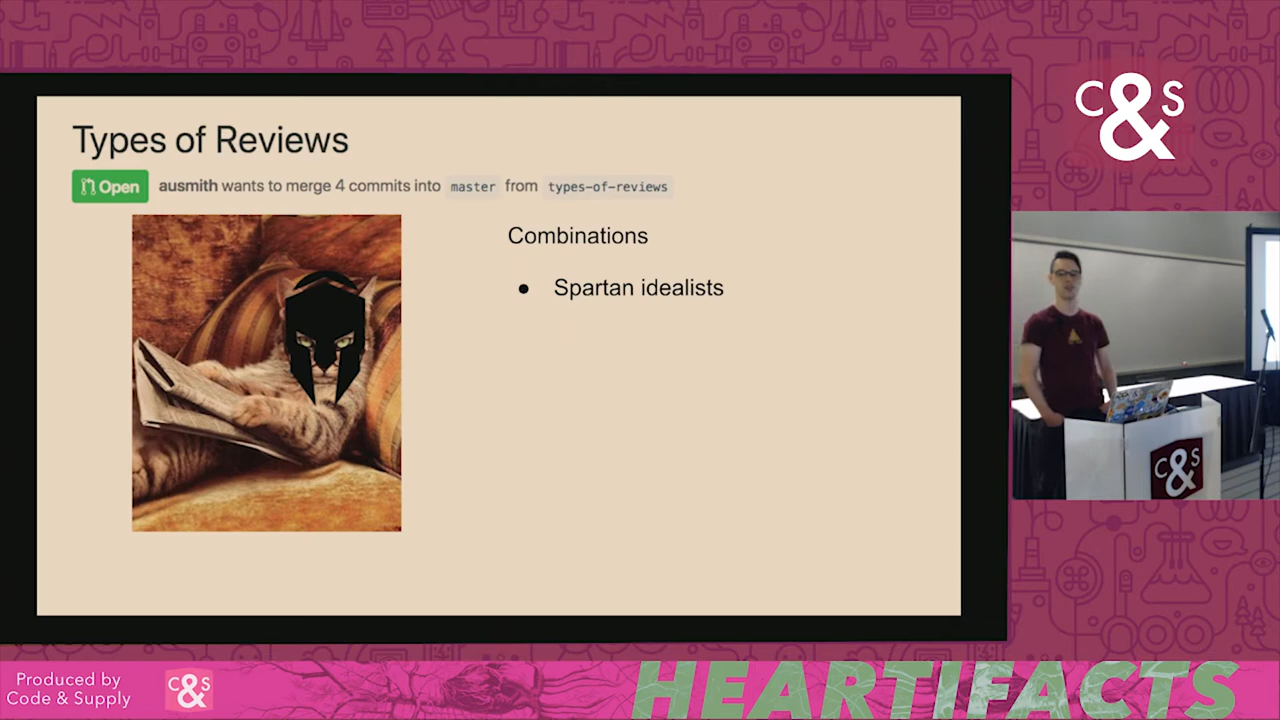 Types of Reviews
Open ausmith wants to merge 4 commits into master from types-of-reviews
Combinations
● Spartan idealists
C&S
C&S
Produced by
Code & Supply
C&S
HEARTIFACTS